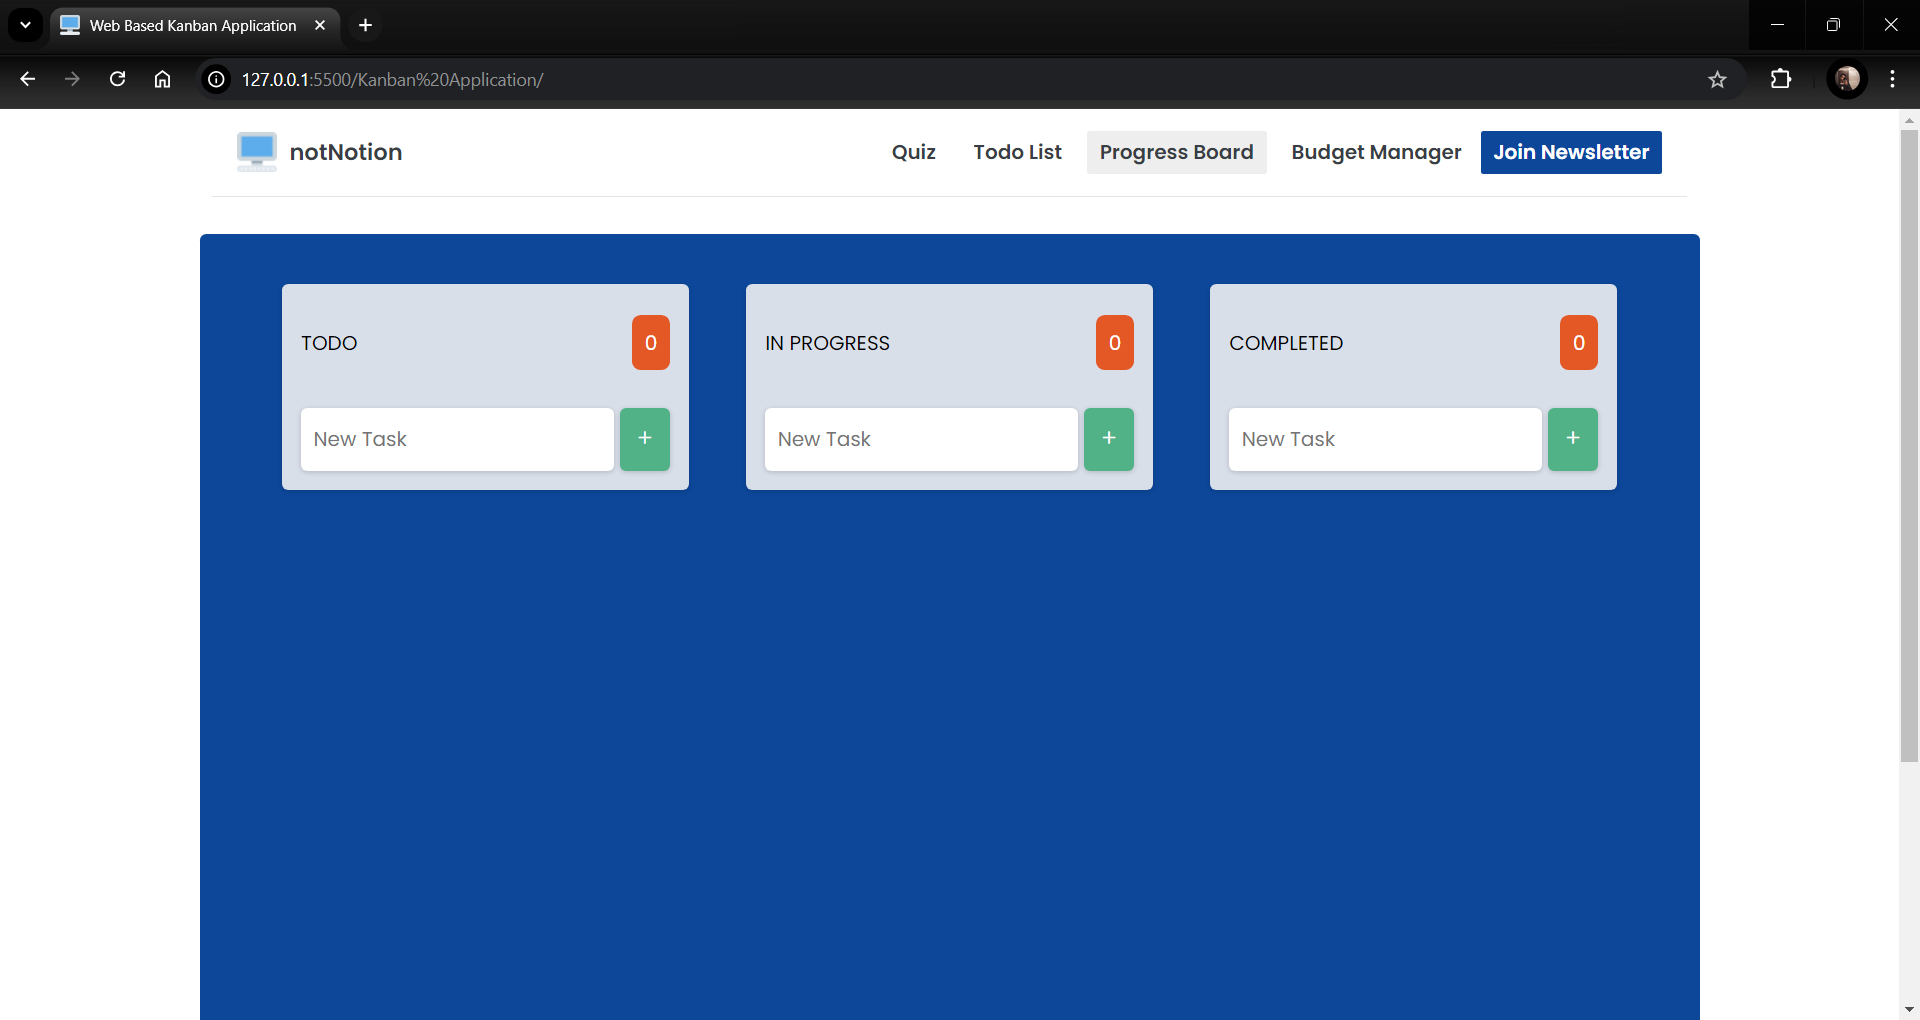 Web Based Kanban Application
127.0.0.1:5500/Kanban%20Application/
notNotion Quiz Todo List Progress Board Budget Manager Join Newsletter
TODO 0
New Task +
IN PROGRESS 0
New Task +
COMPLETED 0
New Task +